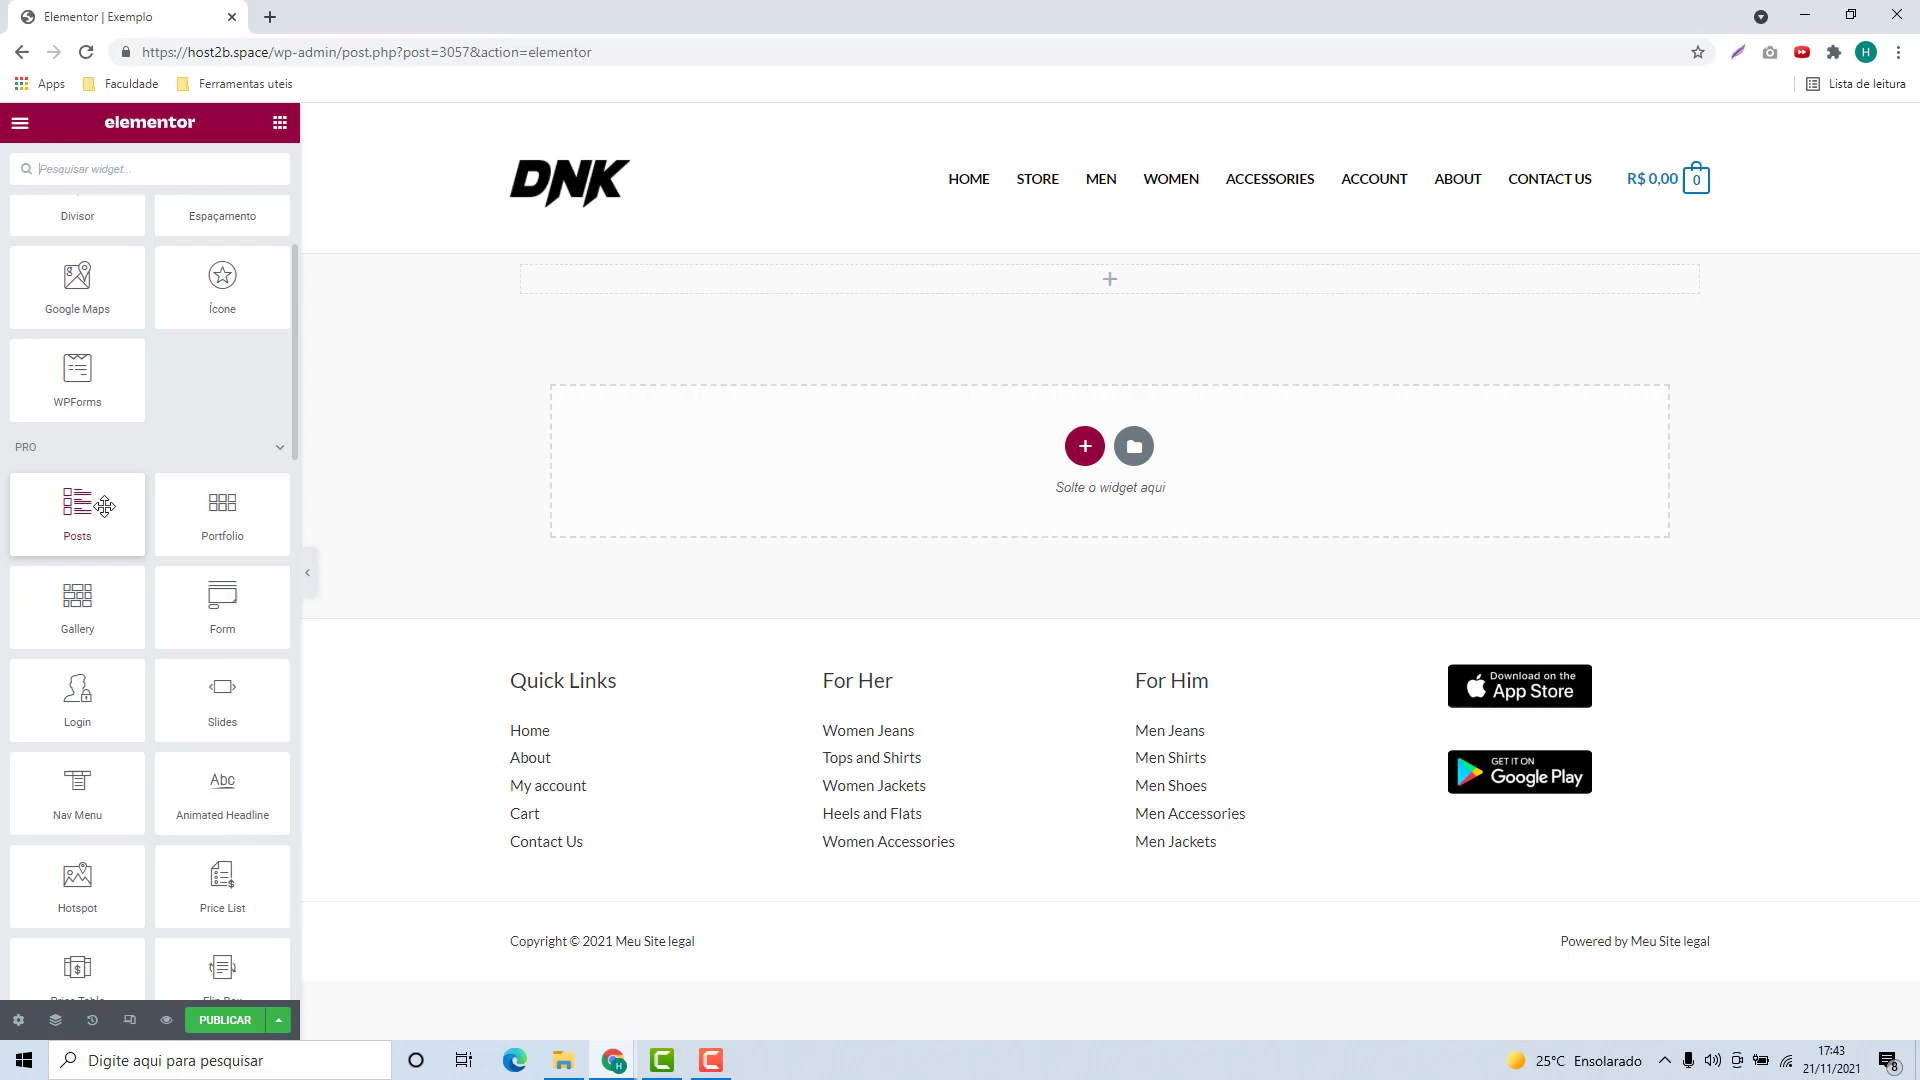 Elementor | Exemplo
https://host2b.space/wp-admin/post.php?post=3057&action=elementor
Apps
Faculdade
Ferramentas uteis
Lista de leitura
H
elementor
Pesquisar widget...
Divisor
Espaçamento
Google Maps
Ícone
WPForms
PRO
Posts
Portfolio
Gallery
Form
Login
Slides
Nav Menu
Abc
Animated Headline
Hotspot
Price List
PUBLICAR
DNK
HOME STORE MEN WOMEN ACCESSORIES ACCOUNT ABOUT CONTACT US R$ 0,00 0
Solte o widget aqui
Quick Links
Home
About
My account
Cart
Contact Us
For Her
Women Jeans
Tops and Shirts
Women Jackets
Heels and Flats
Women Accessories
For Him
Men Jeans
Men Shirts
Men Shoes
Men Accessories
Men Jackets
Download on the
App Store
GET IT ON
Google Play
Copyright © 2021 Meu Site legal
Powered by Meu Site legal
Digite aqui para pesquisar
25°C Ensolarado
17:43
21/11/2021
8